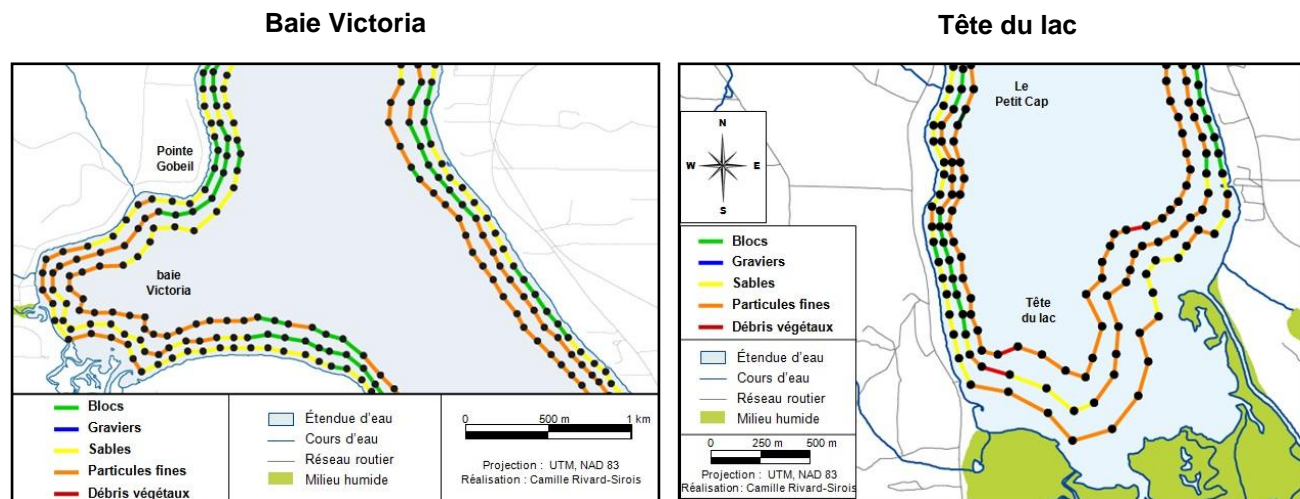 Baie Victoria
Tête du lac
Pointe
Gobeil
baie
Victoria
Blocs
Graviers
Sables
Particules fines
Débris végétaux
Étendue d'eau
Cours d'eau
Réseau routier
Milieu humide
0 500 m 1 km
Projection : UTM, NAD 83
Réalisation : Camille Rivard-Sirois
Le
Petit Cap
N
W E
S
Tête
du lac
Blocs
Graviers
Sables
Particules fines
Débris végétaux
Étendue d'eau
Cours d'eau
Réseau routier
Milieu humide
0 250 m 500 m
Projection : UTM, NAD 83
Réalisation : Camille Rivard-Sirois